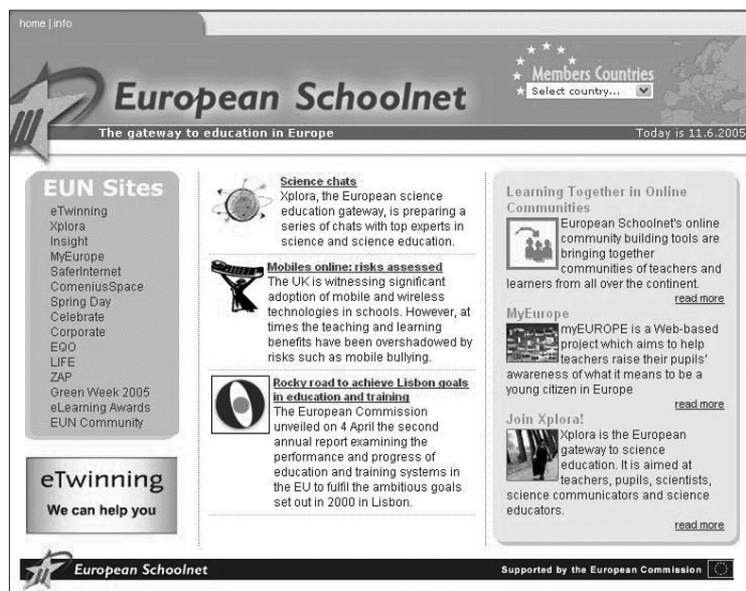 home | info
European Schoolnet
Members Countries
Select country...
The gateway to education in Europe
Today is 11.6.2005
EUN Sites
eTwinning
Xplora
Insight
MyEurope
SaferInternet
ComeniusSpace
Spring Day
Celebrate
Corporate
EQO
LIFE
ZAP
Green Week 2005
eLearning Awards
EUN Community
eTwinning
We can help you
Science chats
Xplora, the European science
education gateway, is preparing a
series of chats with top experts in
science and science education.
Mobiles online: risks assessed
The UK is witnessing significant
adoption of mobile and wireless
technologies in schools. However, at
times the teaching and learning
benefits have been overshadowed by
risks such as mobile bullying.
Rocky road to achieve Lisbon goals
in education and training
The European Commission
unveiled on 4 April the second
annual report examining the
performance and progress of
education and training systems in
the EU to fulfil the ambitious goals
set out in 2000 in Lisbon.
Learning Together in Online
Communities
European Schoolnet's online
community building tools are
bringing together
communities of teachers and
learners from all over the continent.
read more
MyEurope
myEUROPE is a Web-based
project which aims to help
teachers raise their pupils'
awareness of what it means to be a
young citizen in Europe
read more
Join Xplora!
Xplora is the European
gateway to science
education. It is aimed at
teachers, pupils, scientists,
science communicators and science
educators.
read more
European Schoolnet
Supported by the European Commission